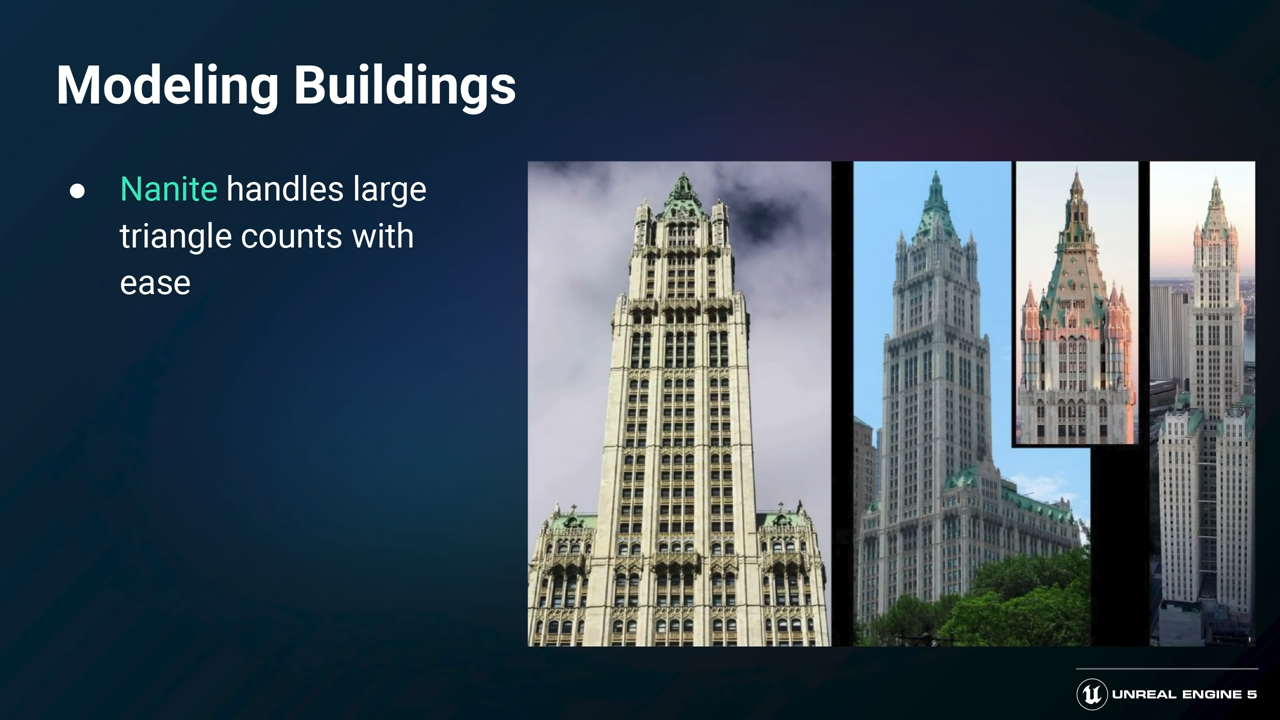 Modeling Buildings
● Nanite handles large
triangle counts with
ease
UNREAL ENGINE 5